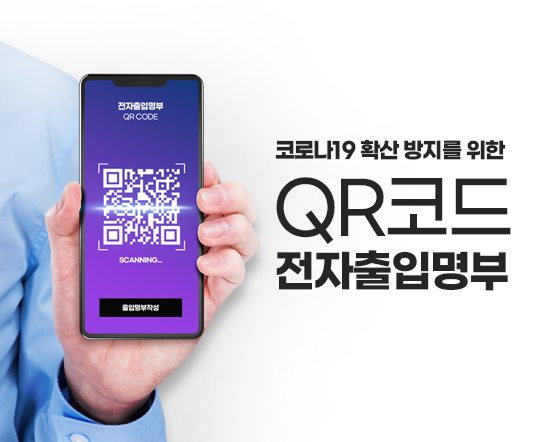 전자출입명부
QR CODE
SCANNING...
출입명부작성
코로나19 확산 방지를 위한
QR코드
전자출입명부